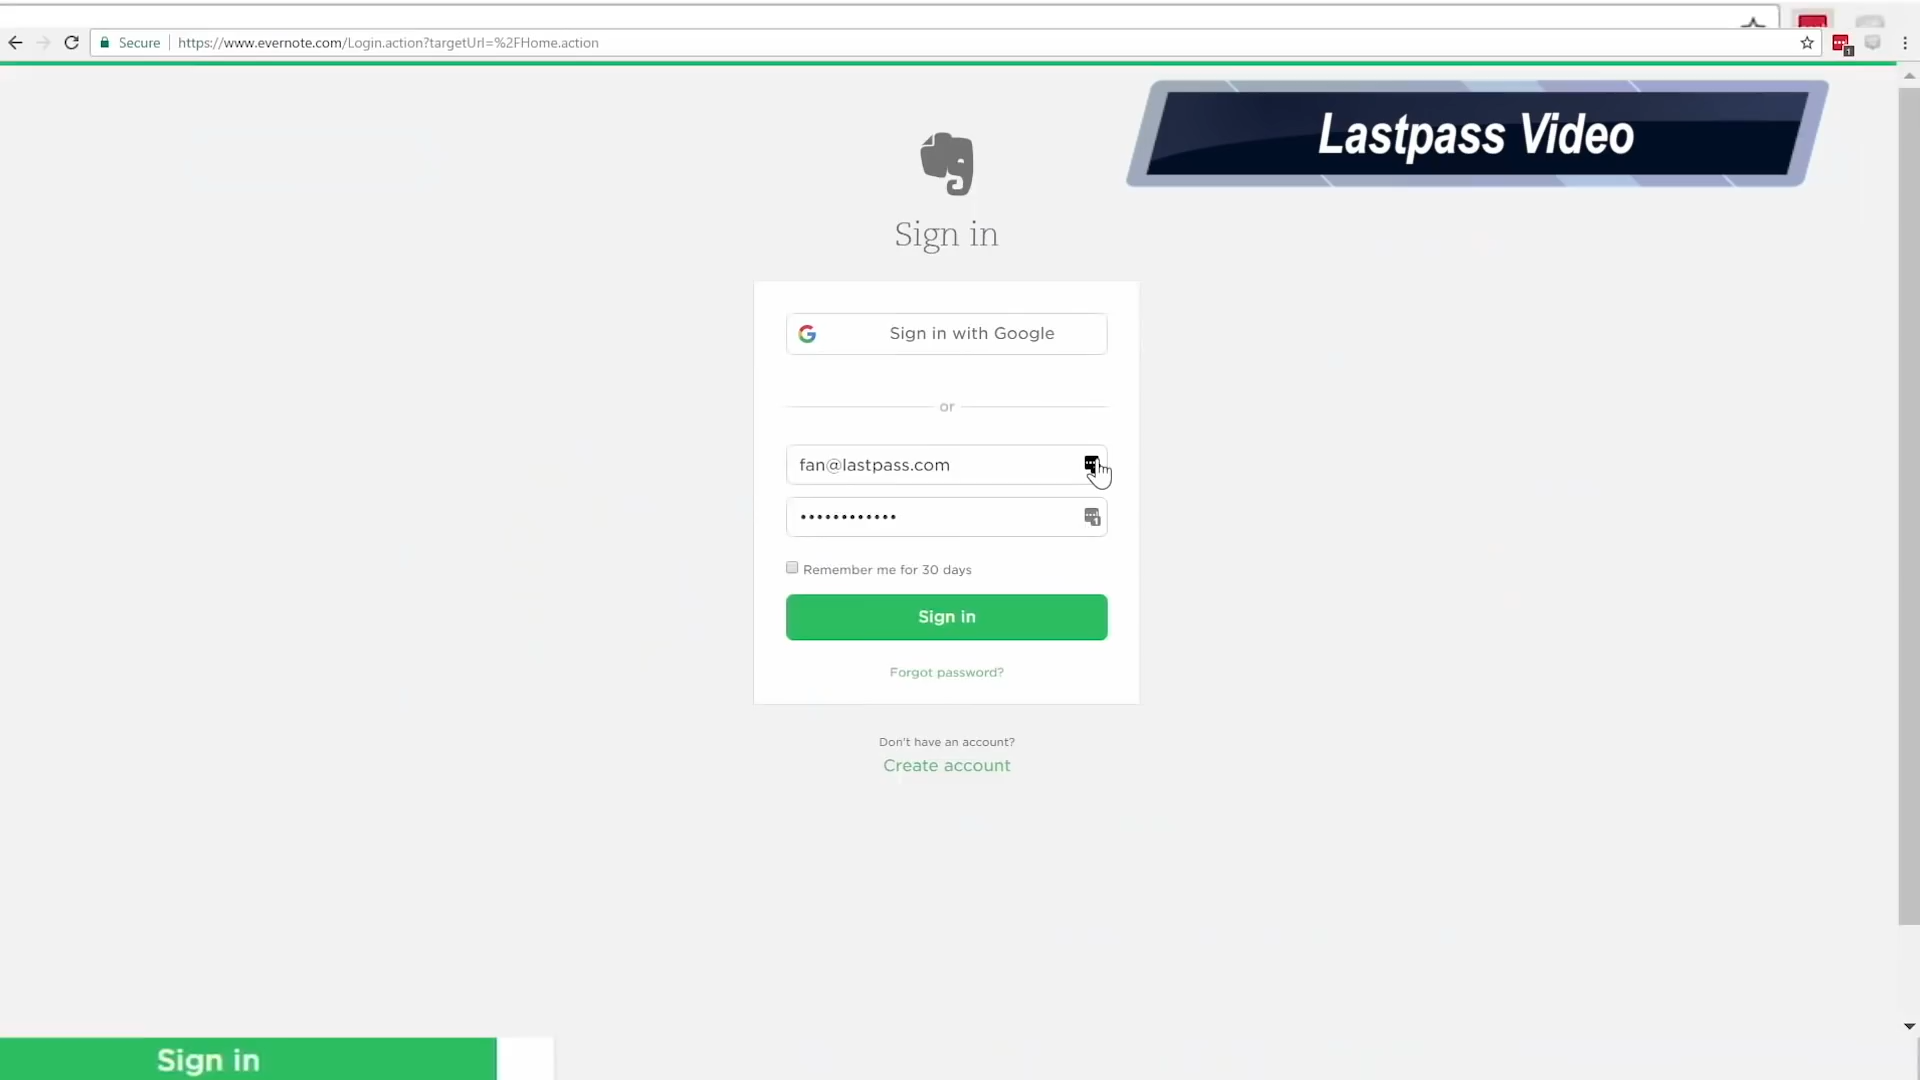 Secure
https://www.evernote.com/Login.action?targetUrl=%2FHome.action
Lastpass Video
Sign in
Sign in with Google
or
fan@lastpass.com
••••••••••••
Remember me for 30 days
Sign in
Forgot password?
Don't have an account?
Create account
Sign in